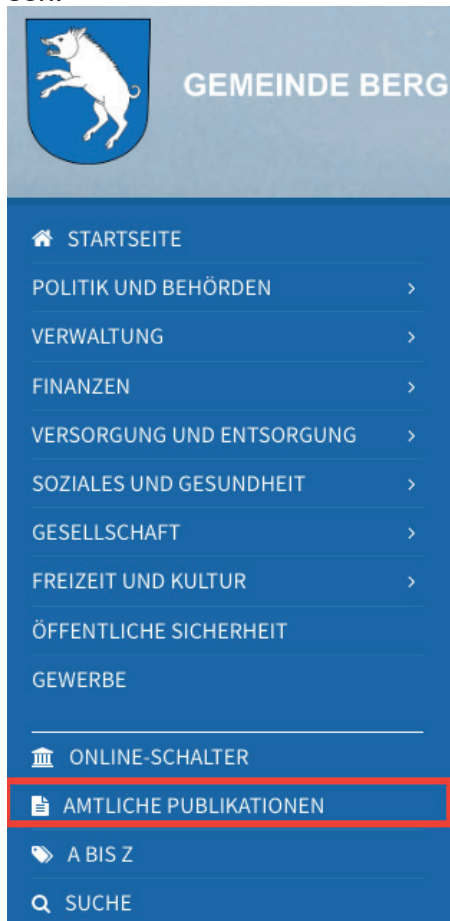 GEMEINDE BERG
STARTSEITE
POLITIK UND BEHÖRDEN
VERWALTUNG
FINANZEN
VERSORGUNG UND ENTSORGUNG
SOZIALES UND GESUNDHEIT
GESELLSCHAFT
FREIZEIT UND KULTUR
ÖFFENTLICHE SICHERHEIT
GEWERBE
ONLINE-SCHALTER
AMTLICHE PUBLIKATIONEN
A BIS Z
SUCHE